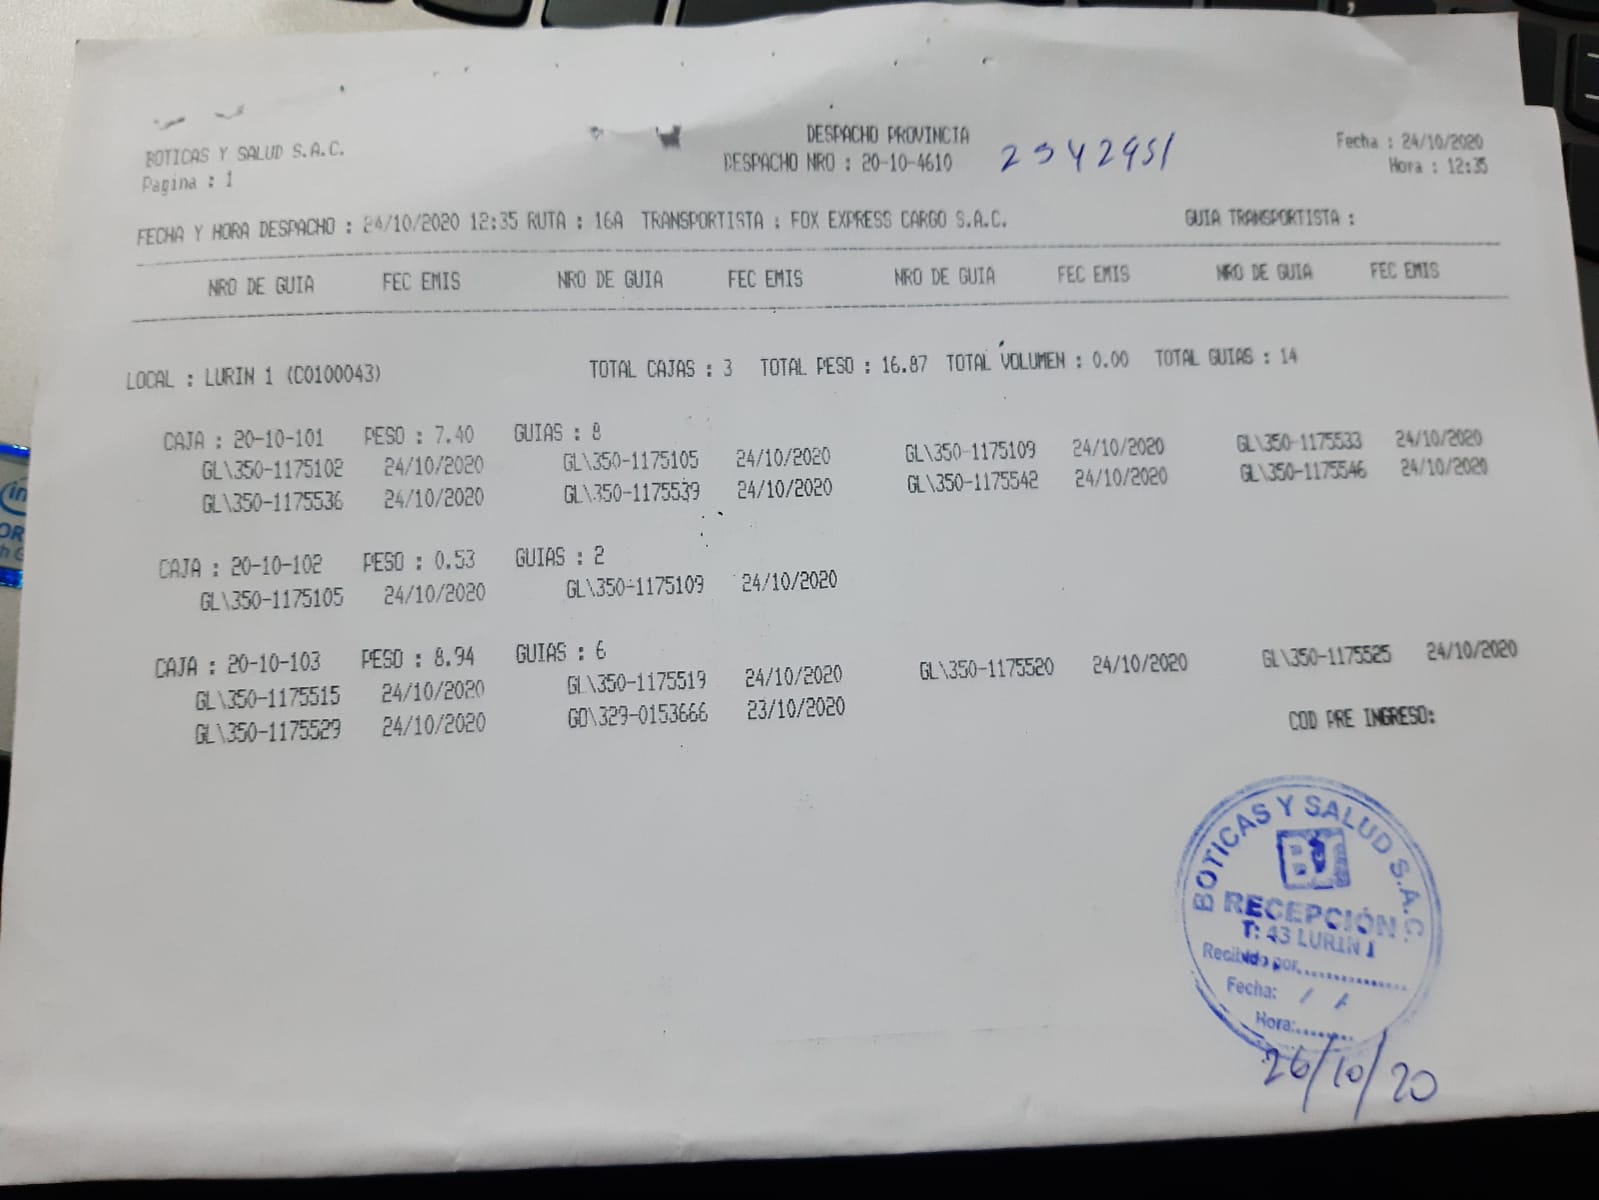 BOTICAS Y SALUD S.A.C.
Pagina : 1
DESPACHO PROVINCIA
DESPACHO NRO : 20-10-4610
2342951
Fecha : 24/10/2020
Hora : 12:35
FECHA Y HORA DESPACHO : 24/10/2020 12:35 RUTA : 16A TRANSPORTISTA : FOX EXPRESS CARGO S.A.C. GUIA TRANSPORTISTA :
NRO DE GUIA FEC EMIS NRO DE GUIA FEC EMIS NRO DE GUIA FEC EMIS NRO DE GUIA FEC EMIS
LOCAL : LURIN 1 (C0100043) TOTAL CAJAS : 3 TOTAL PESO : 16.87 TOTAL VOLUMEN : 0.00 TOTAL GUIAS : 14
CAJA : 20-10-101 PESO : 7.40 GUIAS : 8
GL\350-1175102 24/10/2020 GL\350-1175105 24/10/2020 GL\350-1175109 24/10/2020 GL\350-1175533 24/10/2020
GL\350-1175536 24/10/2020 GL\350-1175539 24/10/2020 GL\350-1175542 24/10/2020 GL\350-1175546 24/10/2020
CAJA : 20-10-102 PESO : 0.53 GUIAS : 2
GL\350-1175105 24/10/2020 GL\350-1175109 24/10/2020
CAJA : 20-10-103 PESO : 8.94 GUIAS : 6
GL\350-1175515 24/10/2020 GL\350-1175519 24/10/2020 GL\350-1175520 24/10/2020 GL\350-1175525 24/10/2020
GL\350-1175529 24/10/2020 GO\329-0153666 23/10/2020
COD PRE INGRESO:
BOTICAS Y SALUD S.A.C.
RECEPCIÓN
T: 43 LURIN 1
Recibido por..................
Fecha: / /
Hora:.........
26/10/20